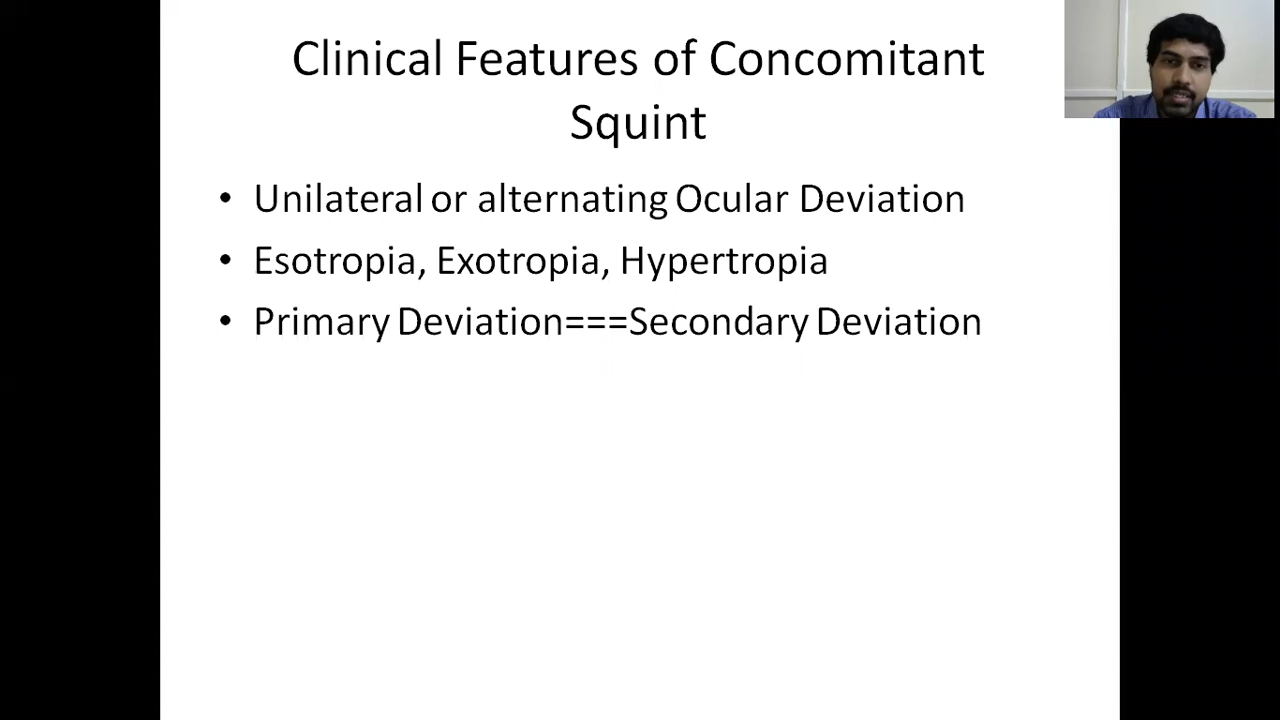 Clinical Features of Concomitant
Squint
• Unilateral or alternating Ocular Deviation
• Esotropia, Exotropia, Hypertropia
• Primary Deviation===Secondary Deviation